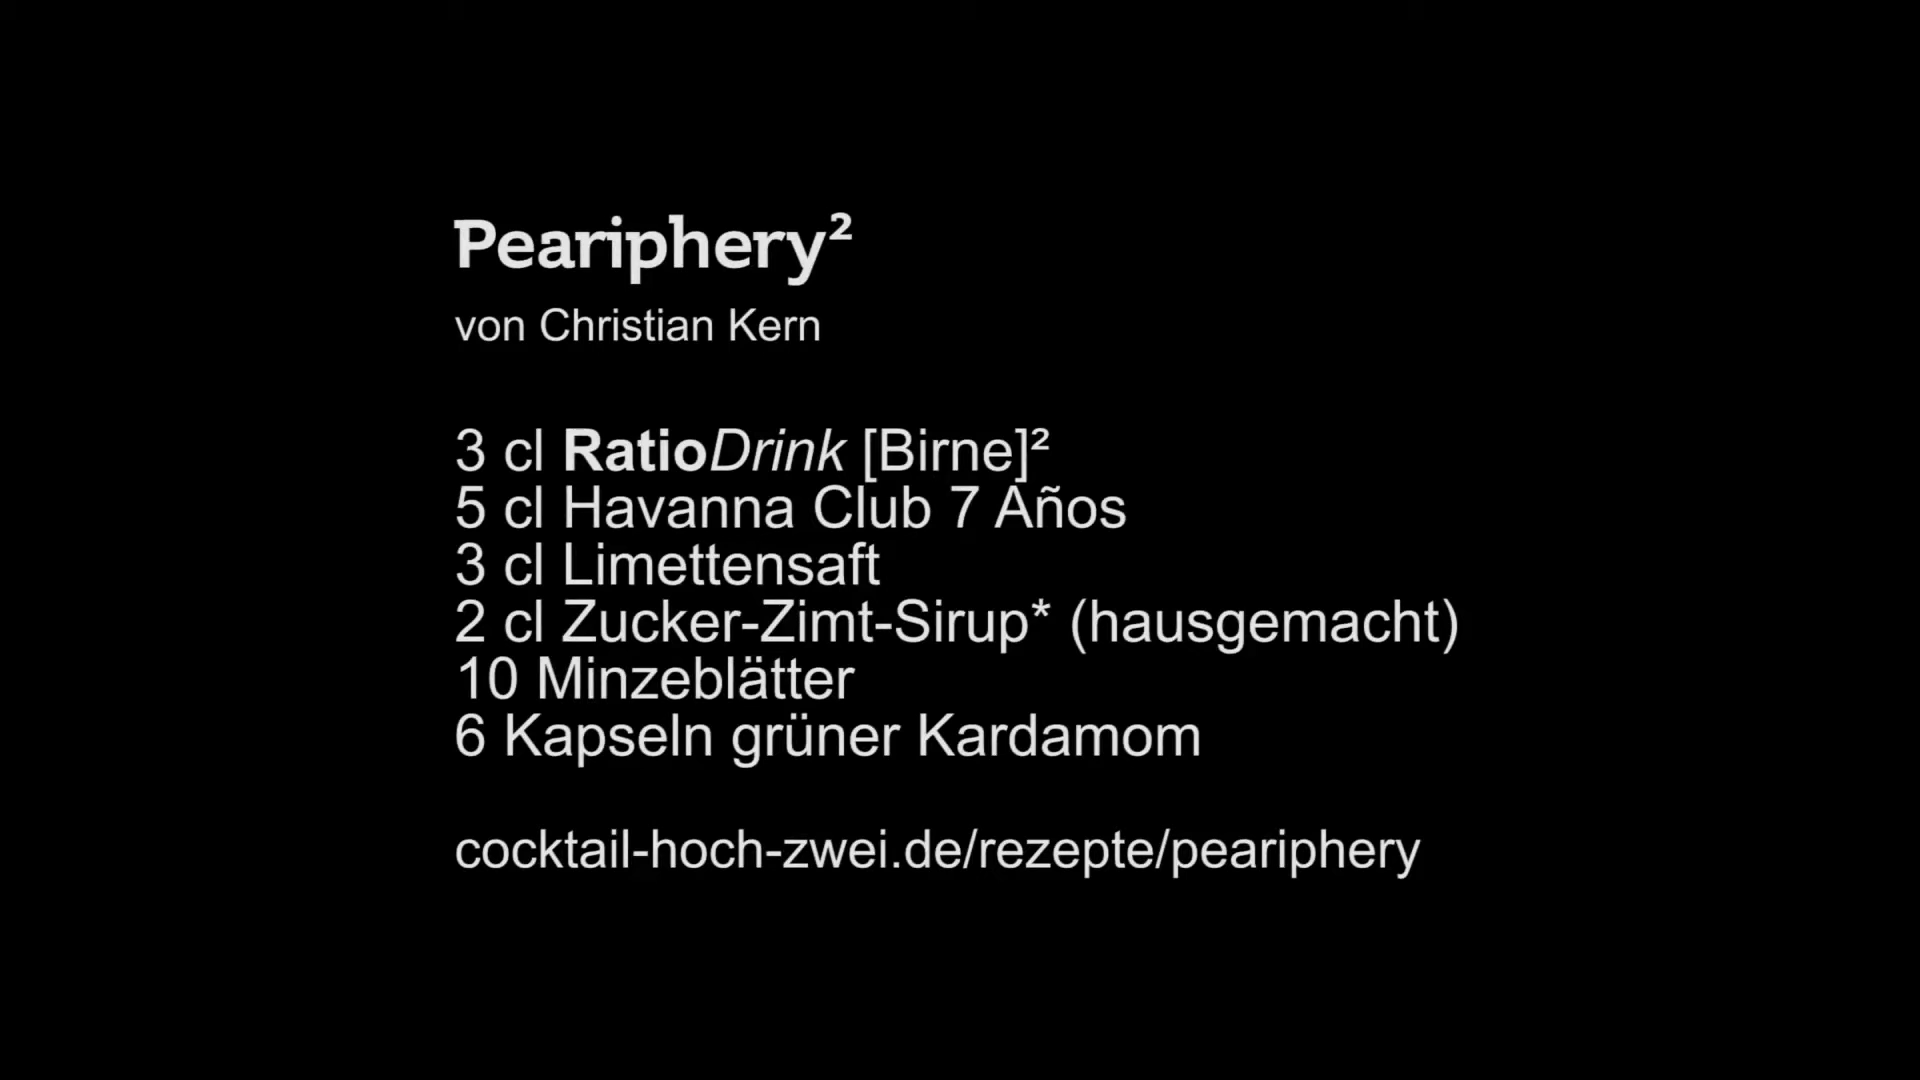 Peariphery²
von Christian Kern
3 cl RatioDrink [Birne]²
5 cl Havanna Club 7 Años
3 cl Limettensaft
2 cl Zucker-Zimt-Sirup* (hausgemacht)
10 Minzeblätter
6 Kapseln grüner Kardamom
cocktail-hoch-zwei.de/rezepte/peariphery